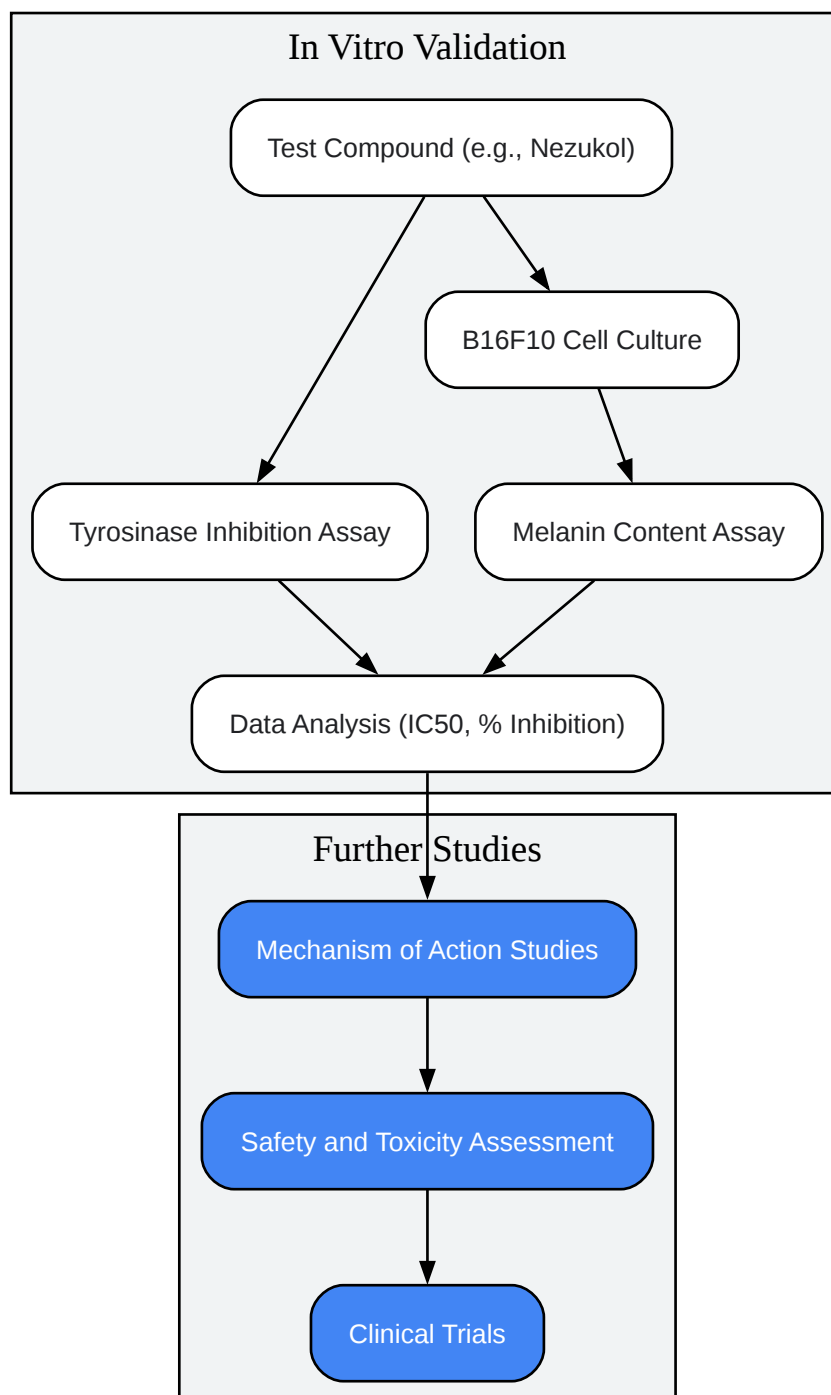 In Vitro Validation
Test Compound (e.g., Nezukol)
B16F10 Cell Culture
Tyrosinase Inhibition Assay
Melanin Content Assay
Data Analysis (IC50, % Inhibition)
Further Studies
Mechanism of Action Studies
Safety and Toxicity Assessment
Clinical Trials